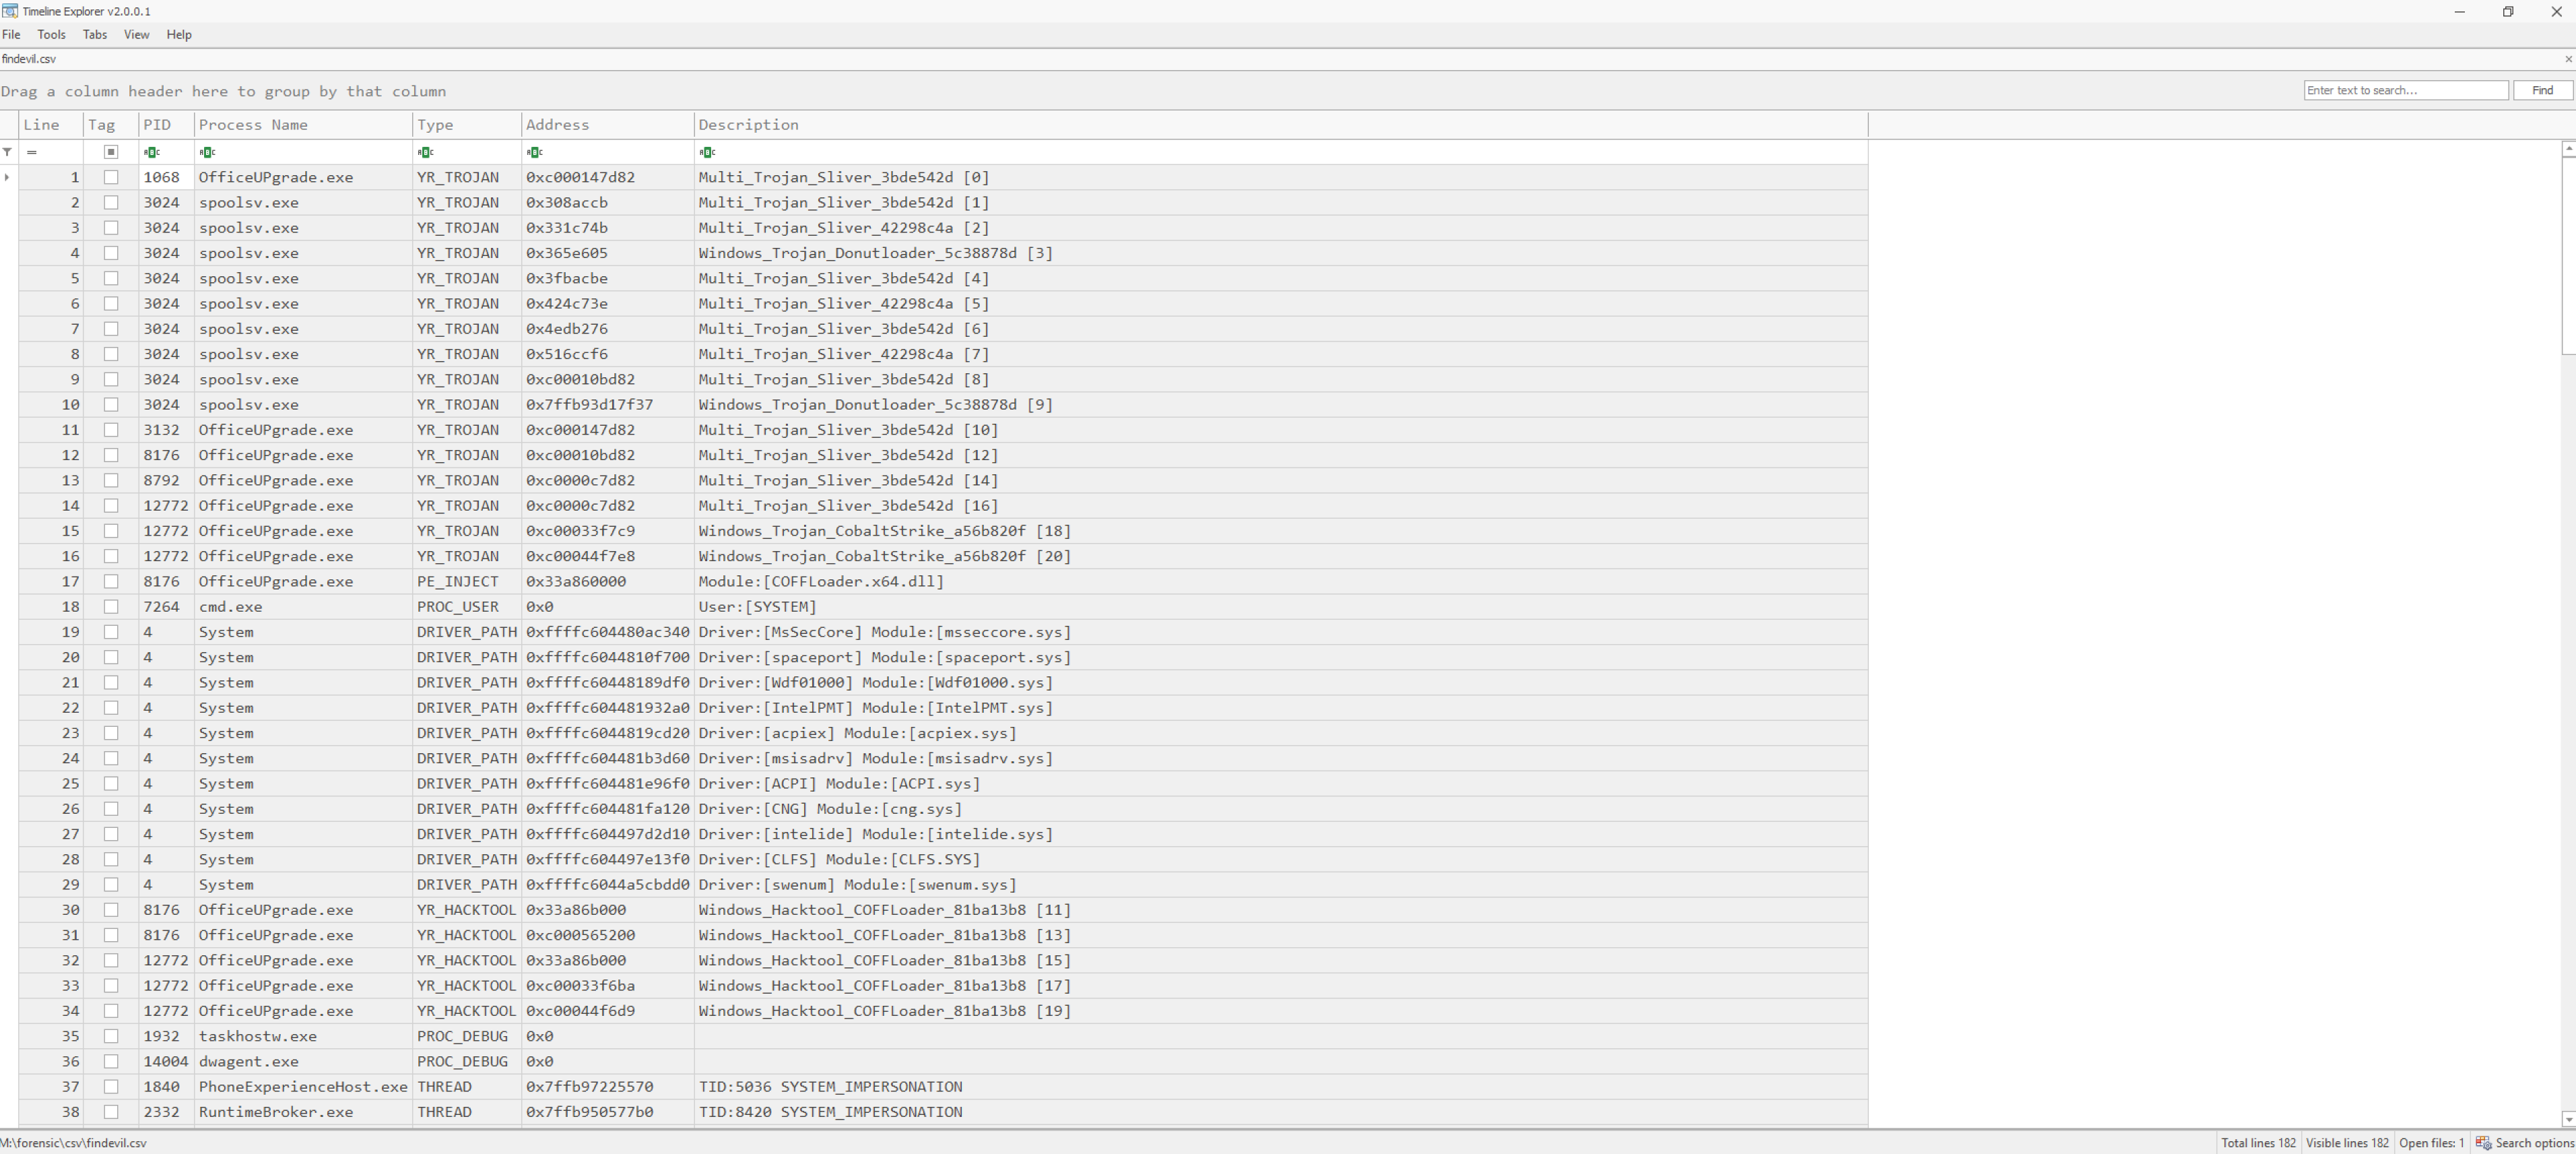 Timeline Explorer v2.0.0.1
File Tools Tabs View Help
findevil.csv
Drag a column header here to group by that column
Enter text to search... Find
Line Tag PID Process Name Type Address Description
=
1 1068 OfficeUPgrade.exe YR_TROJAN 0xc000147d82 Multi_Trojan_Sliver_3bde542d [0]
2 3024 spoolsv.exe YR_TROJAN 0x308accb Multi_Trojan_Sliver_3bde542d [1]
3 3024 spoolsv.exe YR_TROJAN 0x331c74b Multi_Trojan_Sliver_42298c4a [2]
4 3024 spoolsv.exe YR_TROJAN 0x365e605 Windows_Trojan_Donutloader_5c38878d [3]
5 3024 spoolsv.exe YR_TROJAN 0x3fbacbe Multi_Trojan_Sliver_3bde542d [4]
6 3024 spoolsv.exe YR_TROJAN 0x424c73e Multi_Trojan_Sliver_42298c4a [5]
7 3024 spoolsv.exe YR_TROJAN 0x4edb276 Multi_Trojan_Sliver_3bde542d [6]
8 3024 spoolsv.exe YR_TROJAN 0x516ccf6 Multi_Trojan_Sliver_42298c4a [7]
9 3024 spoolsv.exe YR_TROJAN 0xc00010bd82 Multi_Trojan_Sliver_3bde542d [8]
10 3024 spoolsv.exe YR_TROJAN 0x7ffb93d17f37 Windows_Trojan_Donutloader_5c38878d [9]
11 3132 OfficeUPgrade.exe YR_TROJAN 0xc000147d82 Multi_Trojan_Sliver_3bde542d [10]
12 8176 OfficeUPgrade.exe YR_TROJAN 0xc00010bd82 Multi_Trojan_Sliver_3bde542d [12]
13 8792 OfficeUPgrade.exe YR_TROJAN 0xc0000c7d82 Multi_Trojan_Sliver_3bde542d [14]
14 12772 OfficeUPgrade.exe YR_TROJAN 0xc0000c7d82 Multi_Trojan_Sliver_3bde542d [16]
15 12772 OfficeUPgrade.exe YR_TROJAN 0xc00033f7c9 Windows_Trojan_CobaltStrike_a56b820f [18]
16 12772 OfficeUPgrade.exe YR_TROJAN 0xc00044f7e8 Windows_Trojan_CobaltStrike_a56b820f [20]
17 8176 OfficeUPgrade.exe PE_INJECT 0x33a860000 Module:[COFFLoader.x64.dll]
18 7264 cmd.exe PROC_USER 0x0 User:[SYSTEM]
19 4 System DRIVER_PATH 0xffffc604480ac340 Driver:[MsSecCore] Module:[msseccore.sys]
20 4 System DRIVER_PATH 0xffffc6044810f700 Driver:[spaceport] Module:[spaceport.sys]
21 4 System DRIVER_PATH 0xffffc60448189df0 Driver:[Wdf01000] Module:[Wdf01000.sys]
22 4 System DRIVER_PATH 0xffffc604481932a0 Driver:[IntelPMT] Module:[IntelPMT.sys]
23 4 System DRIVER_PATH 0xffffc6044819cd20 Driver:[acpiex] Module:[acpiex.sys]
24 4 System DRIVER_PATH 0xffffc604481b3d60 Driver:[msisadrv] Module:[msisadrv.sys]
25 4 System DRIVER_PATH 0xffffc604481e96f0 Driver:[ACPI] Module:[ACPI.sys]
26 4 System DRIVER_PATH 0xffffc604481fa120 Driver:[CNG] Module:[cng.sys]
27 4 System DRIVER_PATH 0xffffc604497d2d10 Driver:[intelide] Module:[intelide.sys]
28 4 System DRIVER_PATH 0xffffc604497e13f0 Driver:[CLFS] Module:[CLFS.SYS]
29 4 System DRIVER_PATH 0xffffc6044a5cbdd0 Driver:[swenum] Module:[swenum.sys]
30 8176 OfficeUPgrade.exe YR_HACKTOOL 0x33a86b000 Windows_Hacktool_COFFLoader_81ba13b8 [11]
31 8176 OfficeUPgrade.exe YR_HACKTOOL 0xc000565200 Windows_Hacktool_COFFLoader_81ba13b8 [13]
32 12772 OfficeUPgrade.exe YR_HACKTOOL 0x33a86b000 Windows_Hacktool_COFFLoader_81ba13b8 [15]
33 12772 OfficeUPgrade.exe YR_HACKTOOL 0xc00033f6ba Windows_Hacktool_COFFLoader_81ba13b8 [17]
34 12772 OfficeUPgrade.exe YR_HACKTOOL 0xc00044f6d9 Windows_Hacktool_COFFLoader_81ba13b8 [19]
35 1932 taskhostw.exe PROC_DEBUG 0x0
36 14004 dwagent.exe PROC_DEBUG 0x0
37 1840 PhoneExperienceHost.exe THREAD 0x7ffb97225570 TID:5036 SYSTEM_IMPERSONATION
38 2332 RuntimeBroker.exe THREAD 0x7ffb950577b0 TID:8420 SYSTEM_IMPERSONATION
M:\forensic\csv\findevil.csv Total lines 182 Visible lines 182 Open files: 1 Search options